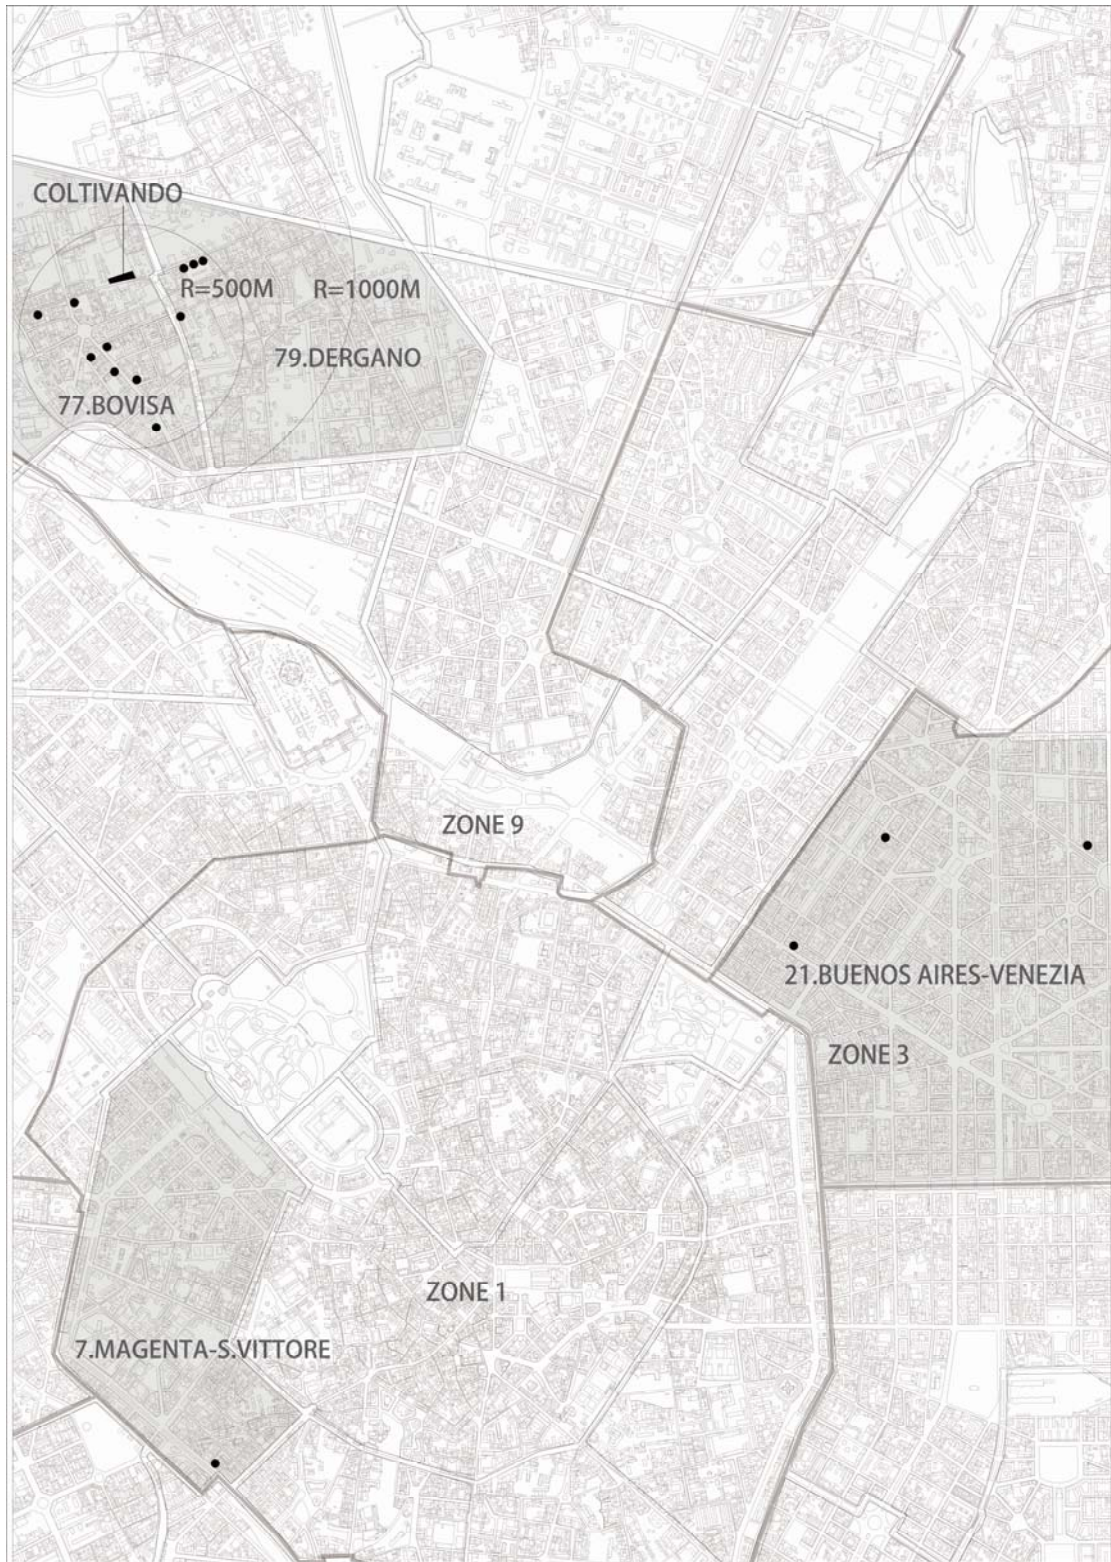 COLTIVANDO
R=500M R=1000M
79.DERGANO
77.BOVISA
ZONE 9
21.BUENOS AIRES-VENEZIA
ZONE 3
ZONE 1
7.MAGENTA-S.VITTORE